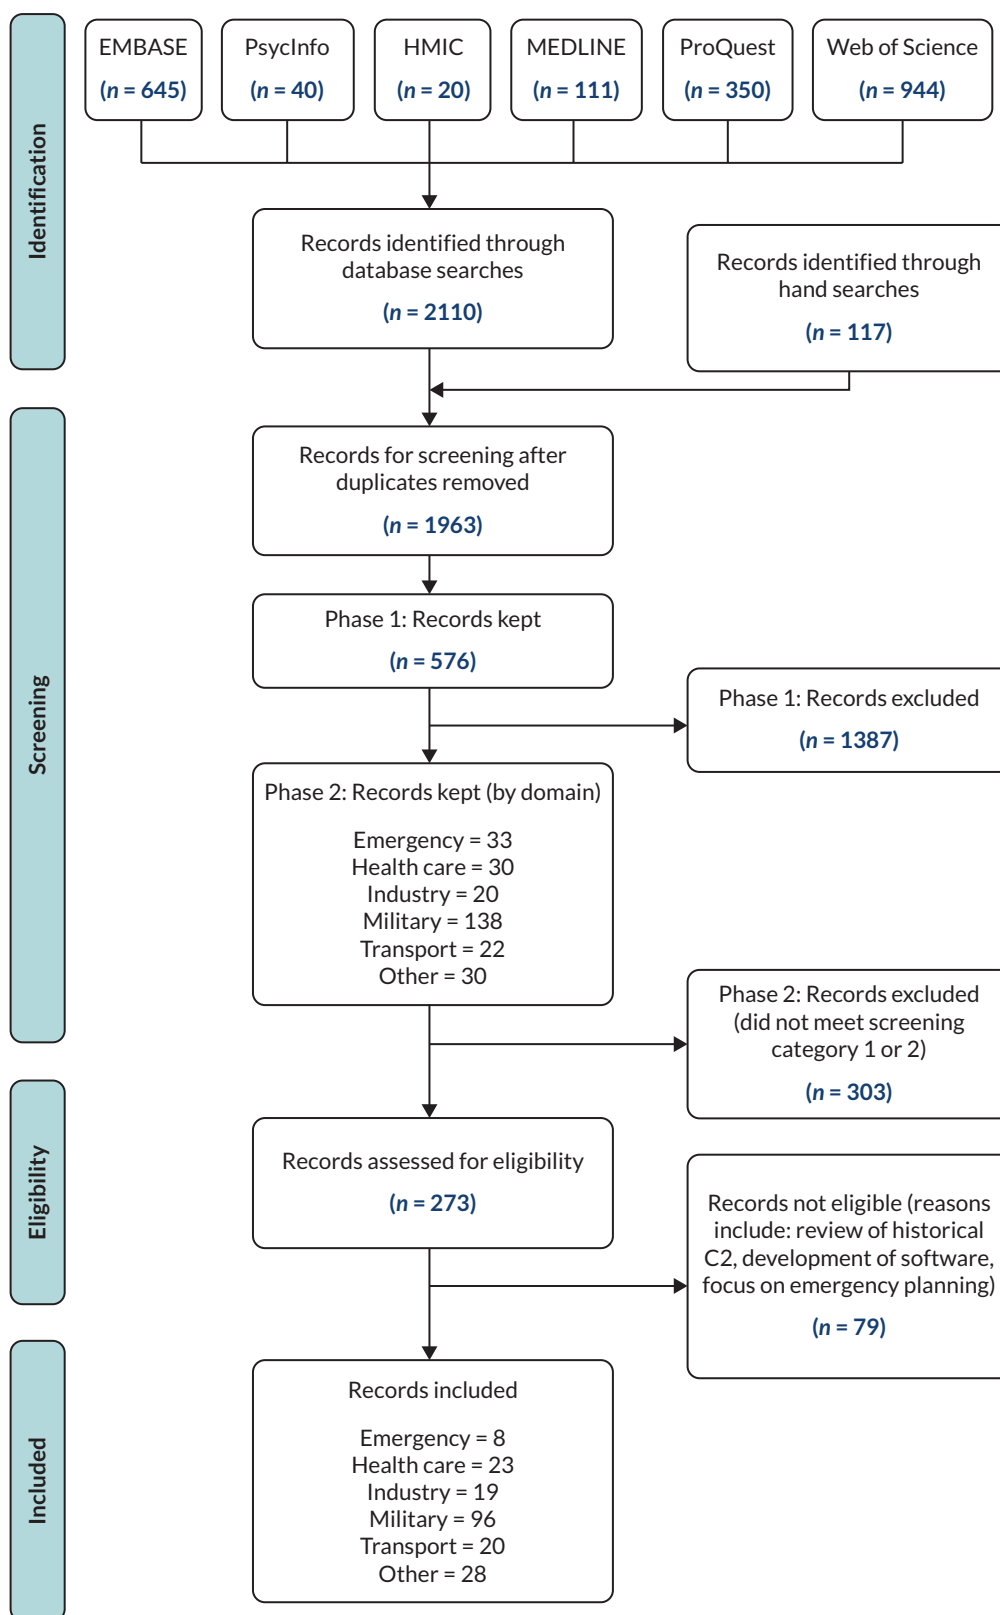 EMBASE
(n = 645)
PsycInfo
(n = 40)
HMIC
(n = 20)
MEDLINE
(n = 111)
ProQuest
(n = 350)
Web of Science
(n = 944)
Identification
Records identified through
database searches
(n = 2110)
Records identified through
hand searches
(n = 117)
Screening
Records for screening after
duplicates removed
(n = 1963)
Phase 1: Records kept
(n = 576)
Phase 1: Records excluded
(n = 1387)
Phase 2: Records kept (by domain)
Emergency = 33
Health care = 30
Industry = 20
Military = 138
Transport = 22
Other = 30
Phase 2: Records excluded
(did not meet screening
category 1 or 2)
(n = 303)
Eligibility
Records assessed for eligibility
(n = 273)
Records not eligible (reasons
include: review of historical
C2, development of software,
focus on emergency planning)
(n = 79)
Included
Records included
Emergency = 8
Health care = 23
Industry = 19
Military = 96
Transport = 20
Other = 28